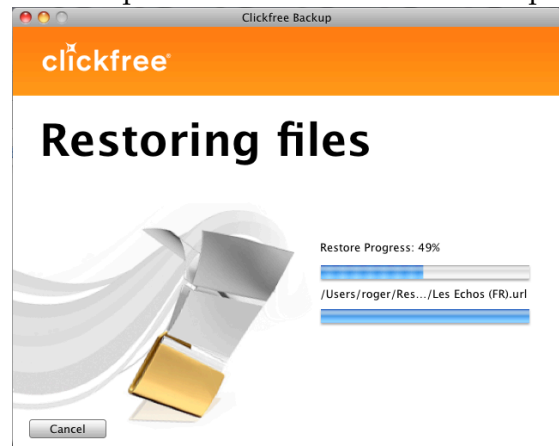 Clickfree Backup
clickfree®
Restoring files
Restore Progress: 49%
/Users/roger/Res.../Les Echos (FR).url
Cancel